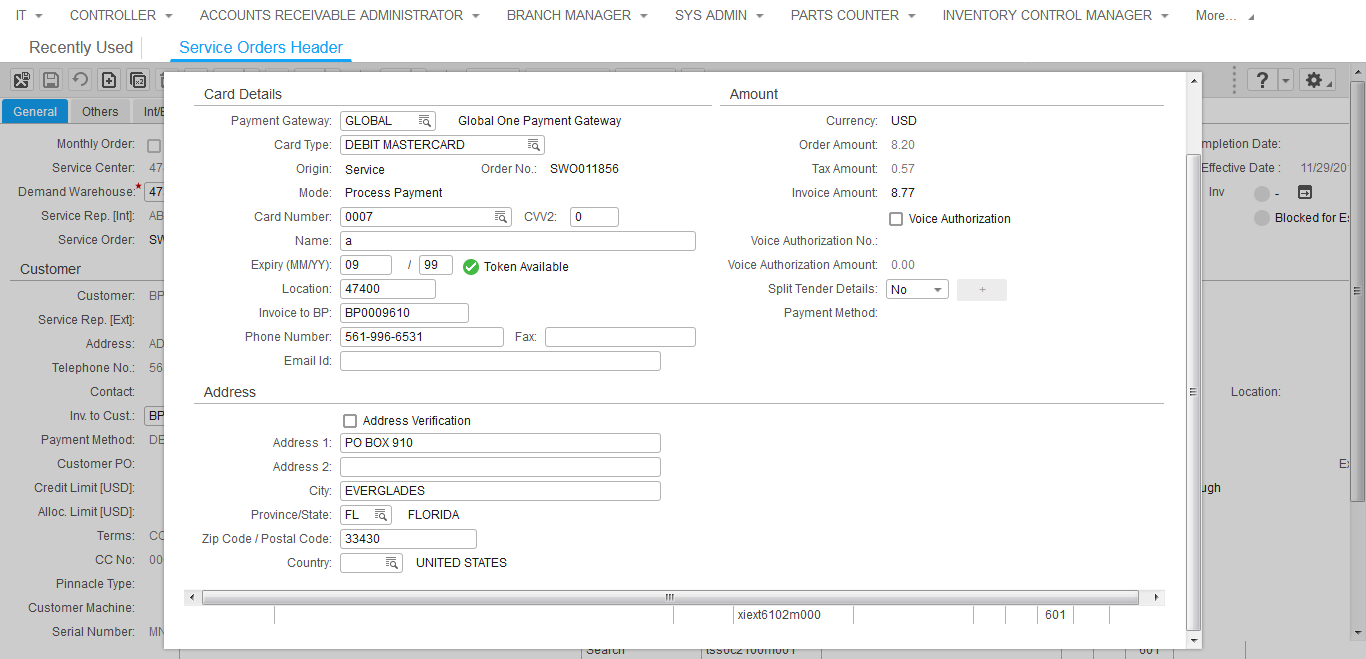 IT CONTROLLER ACCOUNTS RECEIVABLE ADMINISTRATOR BRANCH MANAGER SYS ADMIN PARTS COUNTER INVENTORY CONTROL MANAGER More...
Recently Used Service Orders Header
General Others
Monthly Order:
Service Center: 47
Demand Warehouse:* 47
Service Rep. [Int]: AB
Service Order: SW
Customer
Customer: BP
Service Rep. [Ext]:
Address: AD
Telephone No.: 56
Contact:
Inv. to Cust.: BP
Payment Method: DE
Customer PO:
Credit Limit [USD]:
Alloc. Limit [USD]:
Terms: CC
CC No: 00
Pinnacle Type:
Customer Machine:
Serial Number: MN
Card Details
Payment Gateway: GLOBAL Global One Payment Gateway
Card Type: DEBIT MASTERCARD
Origin: Service Order No.: SWO011856
Mode: Process Payment
Card Number: 0007 CVV2: 0
Name: a
Expiry (MM/YY): 09 / 99 Token Available
Location: 47400
Invoice to BP: BP0009610
Phone Number: 561-996-6531 Fax:
Email Id:
Amount
Currency: USD
Order Amount: 8.20
Tax Amount: 0.57
Invoice Amount: 8.77
Voice Authorization
Voice Authorization No.:
Voice Authorization Amount: 0.00
Split Tender Details: No +
Payment Method:
Address
Address Verification
Address 1: PO BOX 910
Address 2:
City: EVERGLADES
Province/State: FL FLORIDA
Zip Code / Postal Code: 33430
Country: UNITED STATES
xiext6102m000 601
mpletion Date:
Effective Date : 11/29/20
Inv -
Blocked for Es
Location:
Search 601